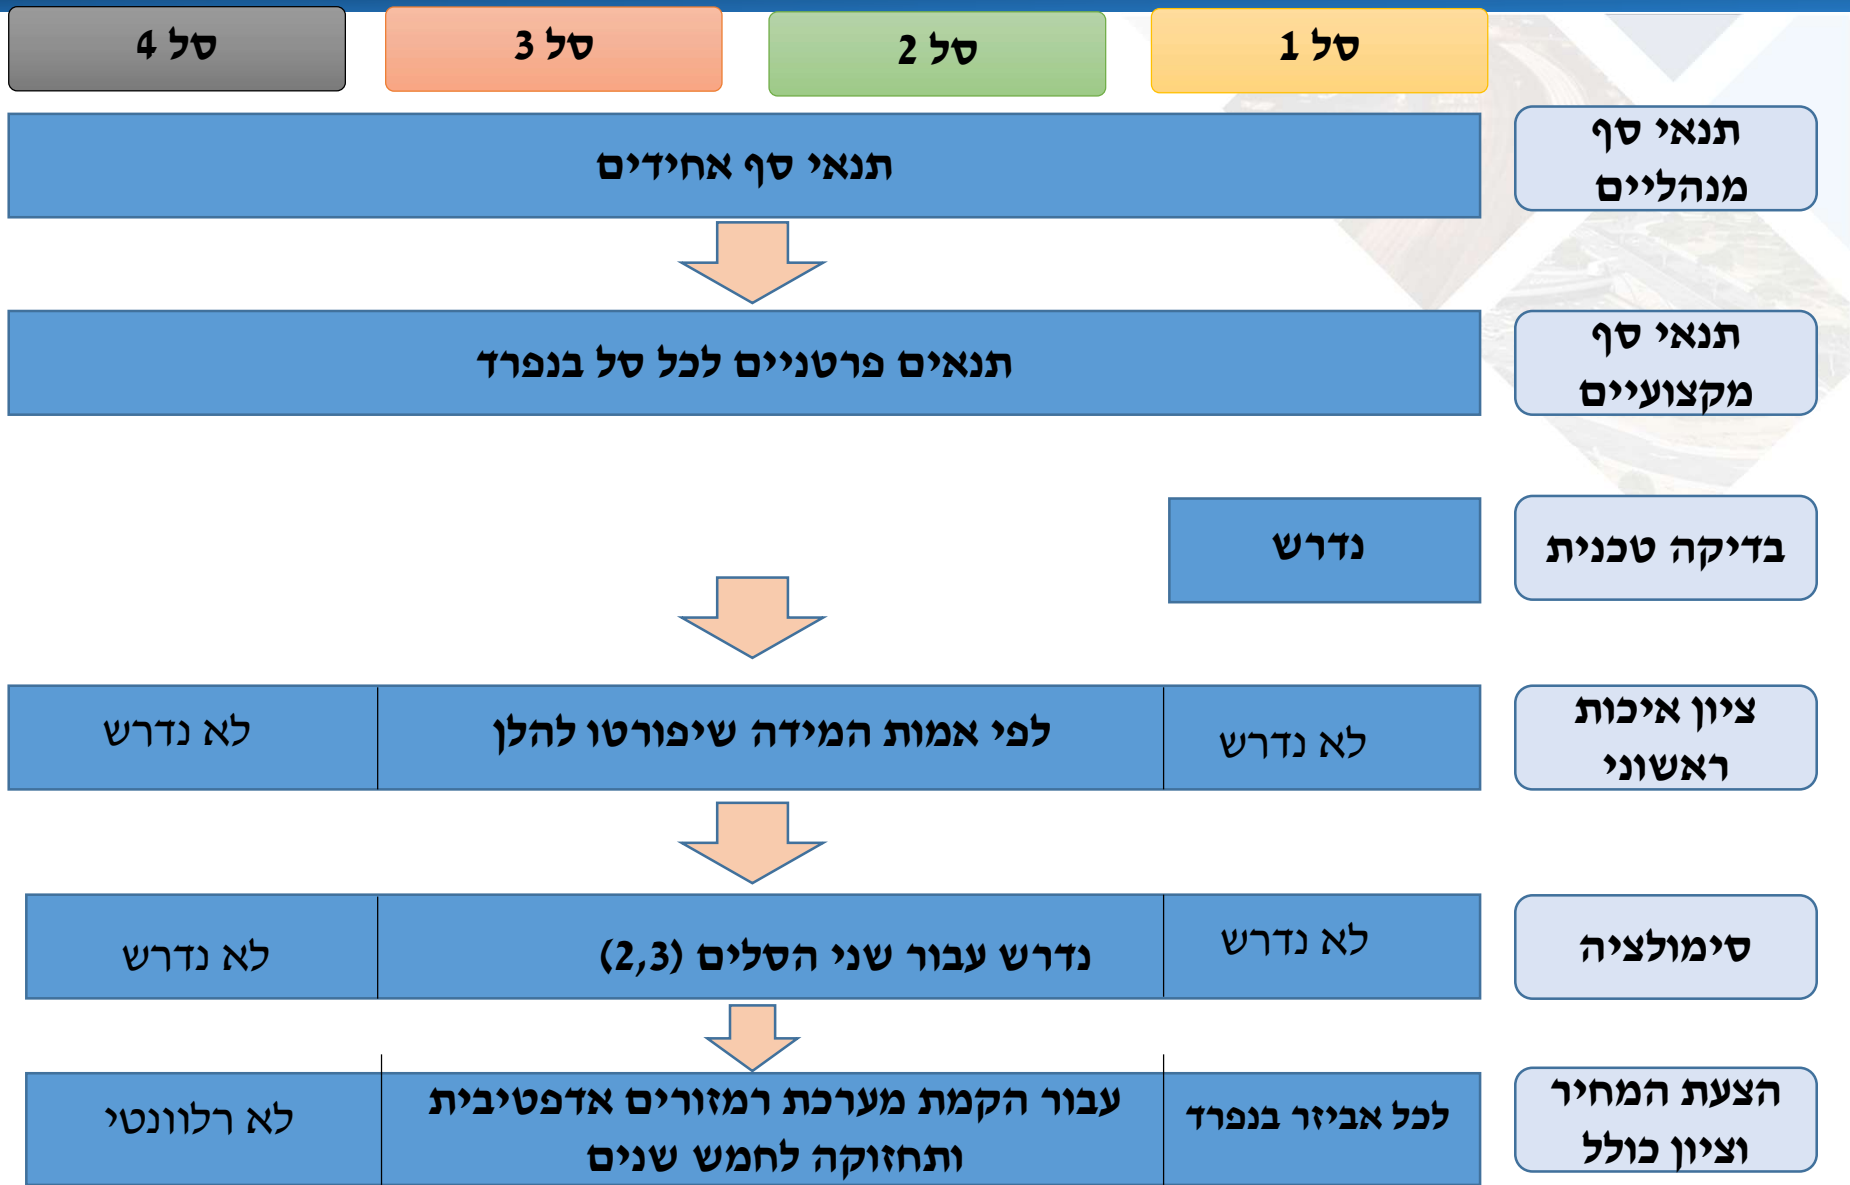 סל 1
סל 2
סל 3
סל 4
תנאי סף
מנהליים
תנאי סף אחידים
תנאי סף
מקצועיים
תנאים פרטניים לכל סל בנפרד
בדיקה טכנית
נדרש
ציון איכות
ראשוני
לא נדרש
לפי אמות המידה שיפורטו להלן
לא נדרש
סימולציה
לא נדרש
נדרש עבור שני הסלים (2,3)
לא נדרש
הצעת המחיר
וציון כולל
לכל אביזר בנפרד
עבור הקמת מערכת רמזורים אדפטיבית
ותחזוקה לחמש שנים
לא רלוונטי